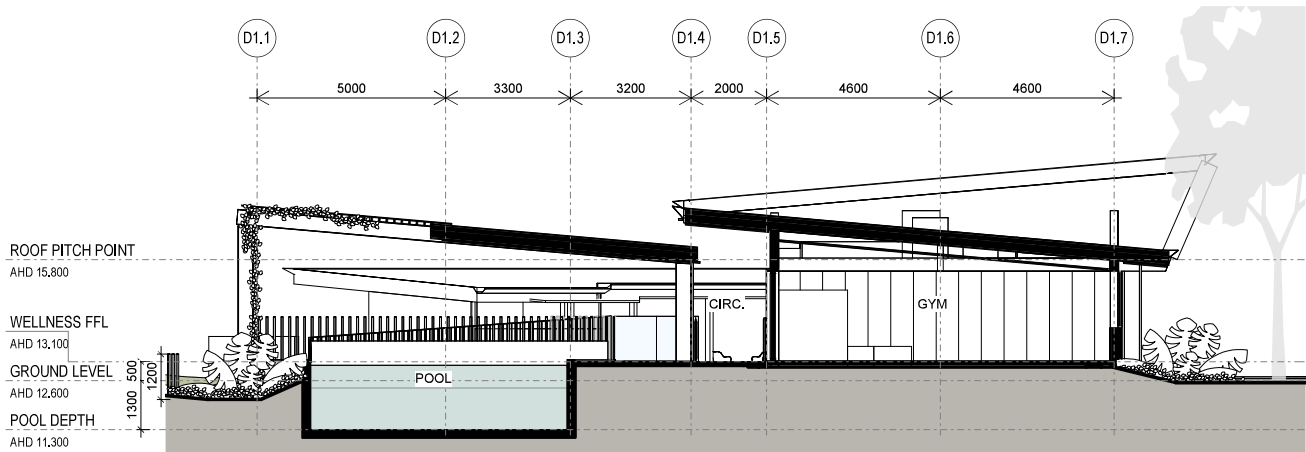 D1.1 D1.2 D1.3 D1.4 D1.5 D1.6 D1.7
5000 3300 3200 2000 4600 4600
ROOF PITCH POINT
AHD 15.800
CIRC. GYM
WELLNESS FFL
AHD 13.100
GROUND LEVEL
AHD 12.600
500
1200
1300
POOL
POOL DEPTH
AHD 11.300